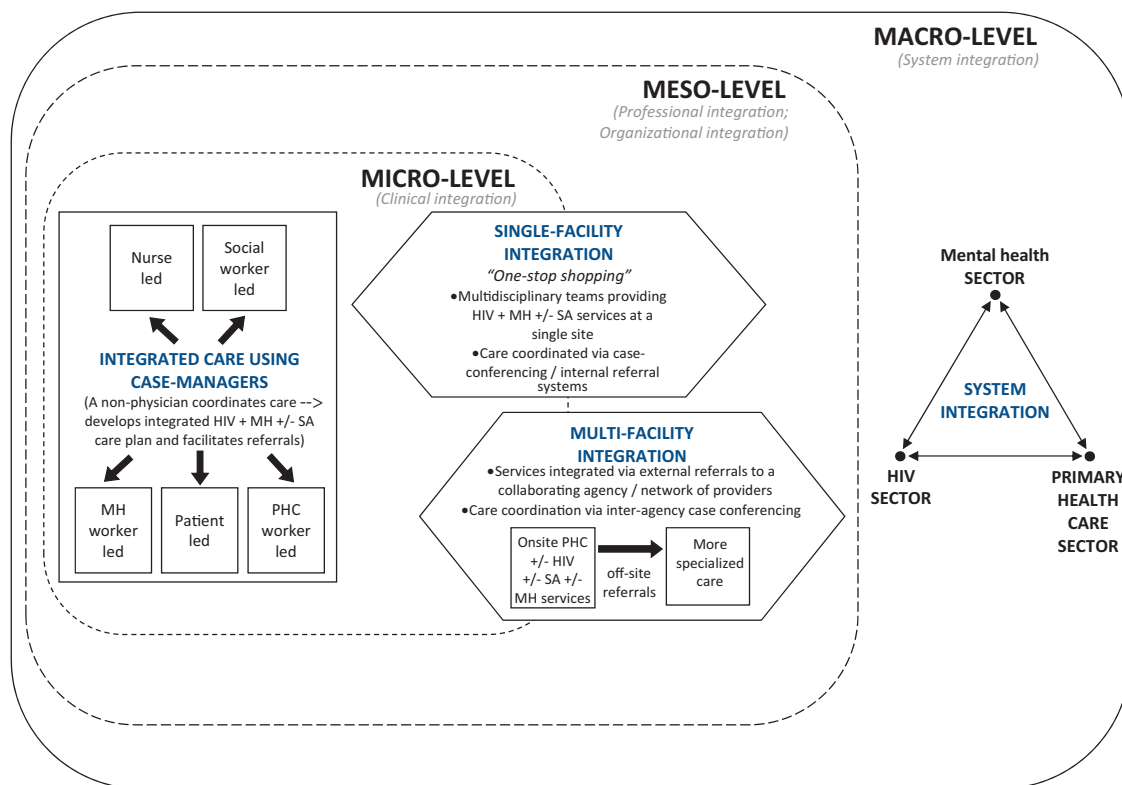 MACRO-LEVEL
(System integration)
MESO-LEVEL
(Professional integration;
Organizational integration)
MICRO-LEVEL
(Clinical integration)
Nurse
led
Social
worker
led
INTEGRATED CARE USING
CASE-MANAGERS
(A non-physician coordinates care -->
develops integrated HIV + MH +/- SA
care plan and facilitates referrals)
MH
worker
led
Patient
led
PHC
worker
led
SINGLE-FACILITY
INTEGRATION
“One-stop shopping”
•Multidisciplinary teams providing
HIV + MH +/- SA services at a
single site
•Care coordinated via case-
conferencing / internal referral
systems
MULTI-FACILITY
INTEGRATION
•Services integrated via external referrals to a
collaborating agency / network of providers
•Care coordination via inter-agency case conferencing
Onsite PHC
+/- HIV
+/- SA +/-
MH services
off-site
referrals
More
specialized
care
Mental health
SECTOR
SYSTEM
INTEGRATION
HIV
SECTOR
PRIMARY
HEALTH
CARE
SECTOR